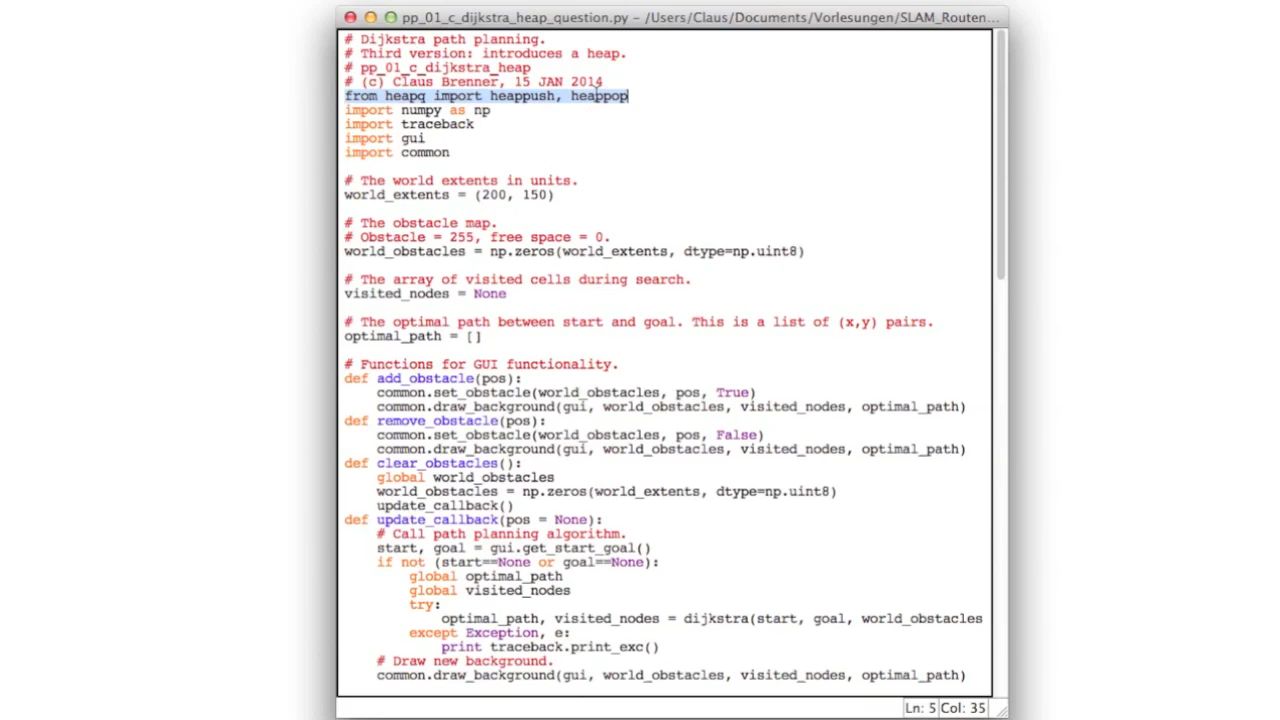 pp_01_c_dijkstra_heap_question.py - /Users/Claus/Documents/Vorlesungen/SLAM_Routen...
# Dijkstra path planning.
# Third version: introduces a heap.
# pp_01_c_dijkstra_heap
# (c) Claus Brenner, 15 JAN 2014
from heapq import heappush, heappop
import numpy as np
import traceback
import gui
import common
# The world extents in units.
world_extents = (200, 150)
# The obstacle map.
# Obstacle = 255, free space = 0.
world_obstacles = np.zeros(world_extents, dtype=np.uint8)
# The array of visited cells during search.
visited_nodes = None
# The optimal path between start and goal. This is a list of (x,y) pairs.
optimal_path = []
# Functions for GUI functionality.
def add_obstacle(pos):
    common.set_obstacle(world_obstacles, pos, True)
    common.draw_background(gui, world_obstacles, visited_nodes, optimal_path)
def remove_obstacle(pos):
    common.set_obstacle(world_obstacles, pos, False)
    common.draw_background(gui, world_obstacles, visited_nodes, optimal_path)
def clear_obstacles():
    global world_obstacles
    world_obstacles = np.zeros(world_extents, dtype=np.uint8)
    update_callback()
def update_callback(pos = None):
    # Call path planning algorithm.
    start, goal = gui.get_start_goal()
    if not (start==None or goal==None):
        global optimal_path
        global visited_nodes
        try:
            optimal_path, visited_nodes = dijkstra(start, goal, world_obstacles
        except Exception, e:
            print traceback.print_exc()
    # Draw new background.
    common.draw_background(gui, world_obstacles, visited_nodes, optimal_path)
Ln: 5 Col: 35